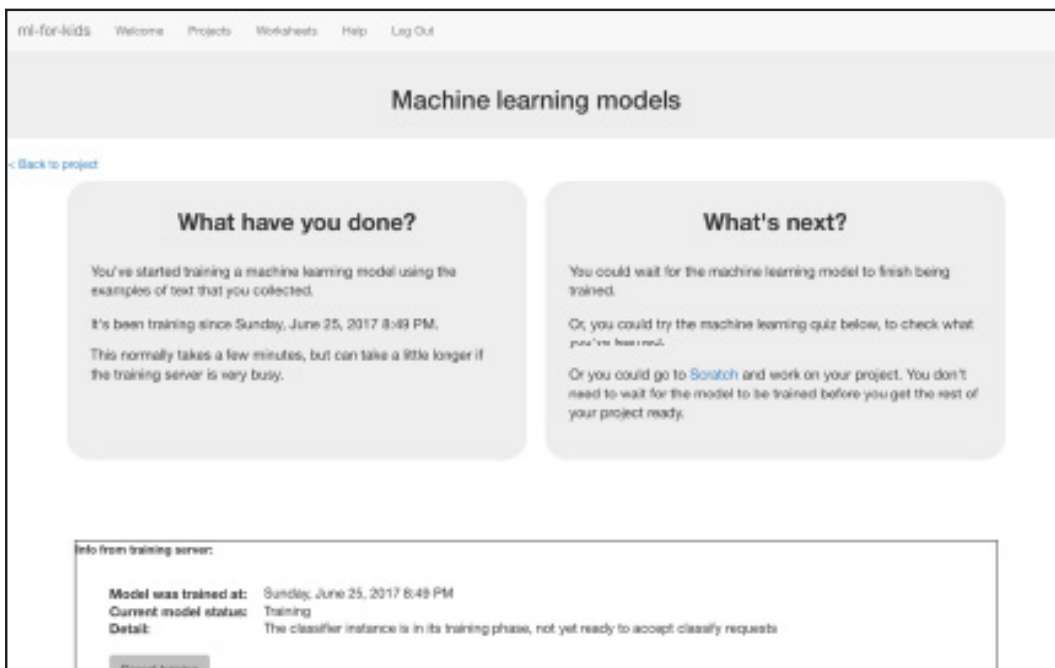 ml-for-kids Welcome Projects Worksheets Help Log Out
Machine learning models
< Back to project
What have you done?
You've started training a machine learning model using the
examples of text that you collected.
It's been training since Sunday, June 25, 2017 8:49 PM.
This normally takes a few minutes, but can take a little longer if
the training server is very busy.
What's next?
You could wait for the machine learning model to finish being
trained.
Or, you could try the machine learning quiz below, to check what
you've learned.
Or you could go to Scratch and work on your project. You don't
need to wait for the model to be trained before you get the rest of
your project ready.
Info from training server:
Model was trained at: Sunday, June 25, 2017 8:49 PM
Current model status: Training
Detail: The classifier instance is in its training phase, not yet ready to accept classify requests